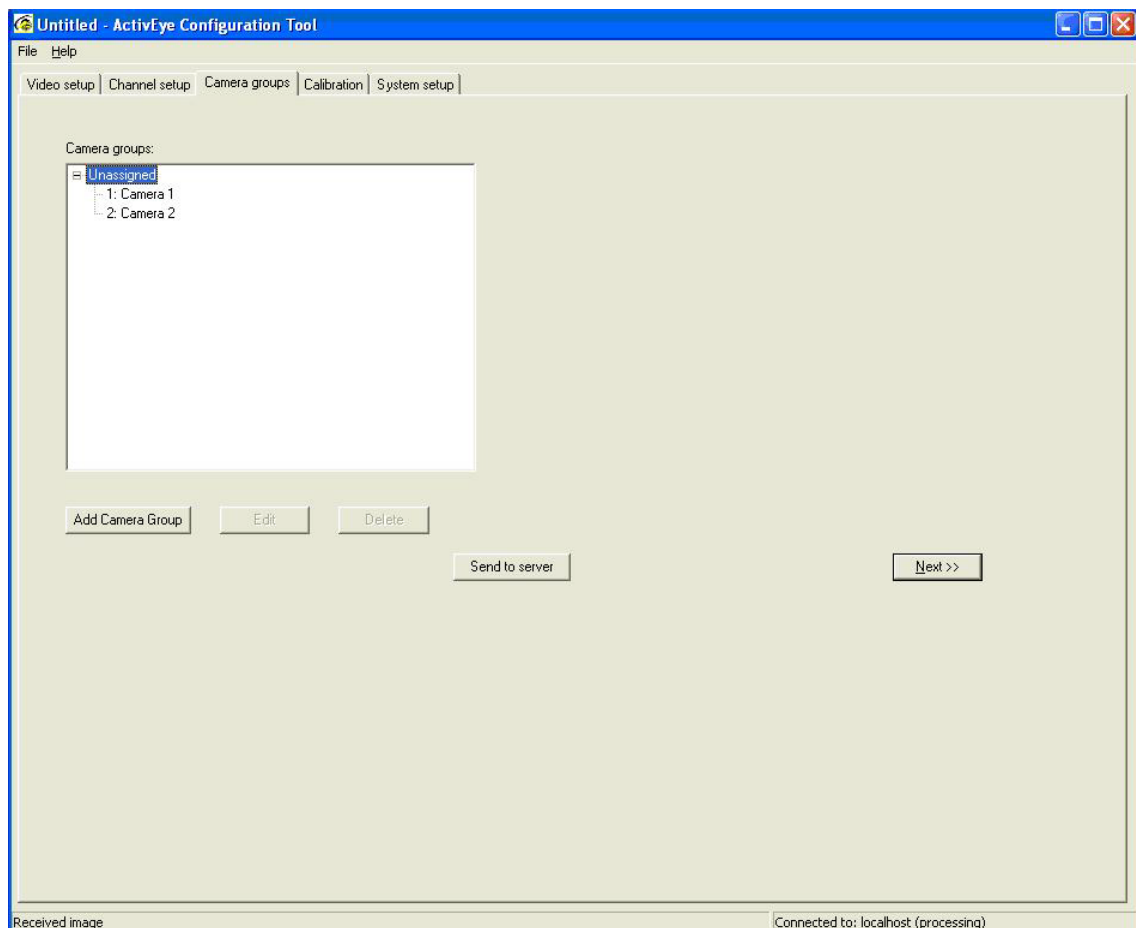 Untitled - ActivEye Configuration Tool
File Help
Video setup Channel setup Camera groups Calibration System setup
Camera groups:
Unassigned
1: Camera 1
2: Camera 2
Add Camera Group Edit Delete
Send to server Next >>
Received image Connected to: localhost (processing)